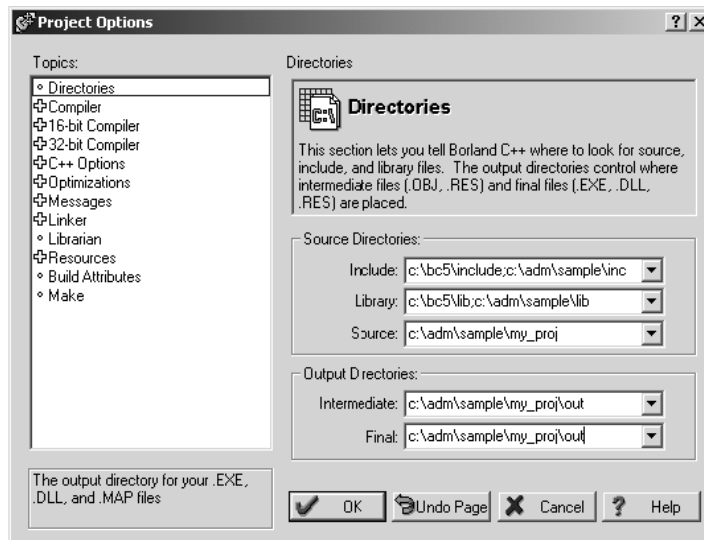 Project Options
Topics:
Directories
Compiler
16-bit Compiler
32-bit Compiler
C++ Options
Optimizations
Messages
Linker
Librarian
Resources
Build Attributes
Make
The output directory for your .EXE,
.DLL, and .MAP files
Directories
C:\
Directories
This section lets you tell Borland C++ where to look for source,
include, and library files. The output directories control where
intermediate files (.OBJ, .RES) and final files (.EXE, .DLL,
.RES) are placed.
Source Directories:
Include: c:\bc5\include;c:\adm\sample\inc
Library: c:\bc5\lib;c:\adm\sample\lib
Source: c:\adm\sample\my_proj
Output Directories:
Intermediate: c:\adm\sample\my_proj\out
Final: c:\adm\sample\my_proj\out
OK Undo Page Cancel ? Help